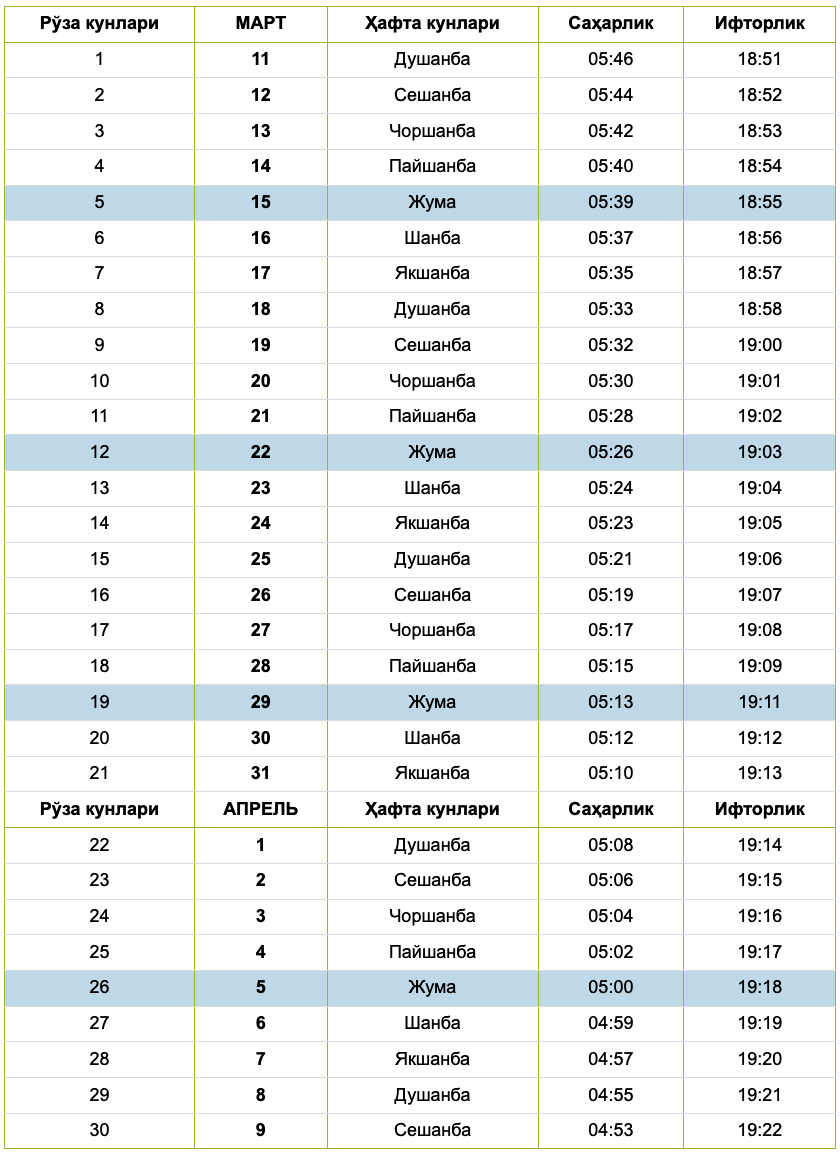 Рўза кунлари МАРТ Ҳафта кунлари Саҳарлик Ифторлик
1 11 Душанба 05:46 18:51
2 12 Сешанба 05:44 18:52
3 13 Чоршанба 05:42 18:53
4 14 Пайшанба 05:40 18:54
5 15 Жума 05:39 18:55
6 16 Шанба 05:37 18:56
7 17 Якшанба 05:35 18:57
8 18 Душанба 05:33 18:58
9 19 Сешанба 05:32 19:00
10 20 Чоршанба 05:30 19:01
11 21 Пайшанба 05:28 19:02
12 22 Жума 05:26 19:03
13 23 Шанба 05:24 19:04
14 24 Якшанба 05:23 19:05
15 25 Душанба 05:21 19:06
16 26 Сешанба 05:19 19:07
17 27 Чоршанба 05:17 19:08
18 28 Пайшанба 05:15 19:09
19 29 Жума 05:13 19:11
20 30 Шанба 05:12 19:12
21 31 Якшанба 05:10 19:13
Рўза кунлари АПРЕЛЬ Ҳафта кунлари Саҳарлик Ифторлик
22 1 Душанба 05:08 19:14
23 2 Сешанба 05:06 19:15
24 3 Чоршанба 05:04 19:16
25 4 Пайшанба 05:02 19:17
26 5 Жума 05:00 19:18
27 6 Шанба 04:59 19:19
28 7 Якшанба 04:57 19:20
29 8 Душанба 04:55 19:21
30 9 Сешанба 04:53 19:22